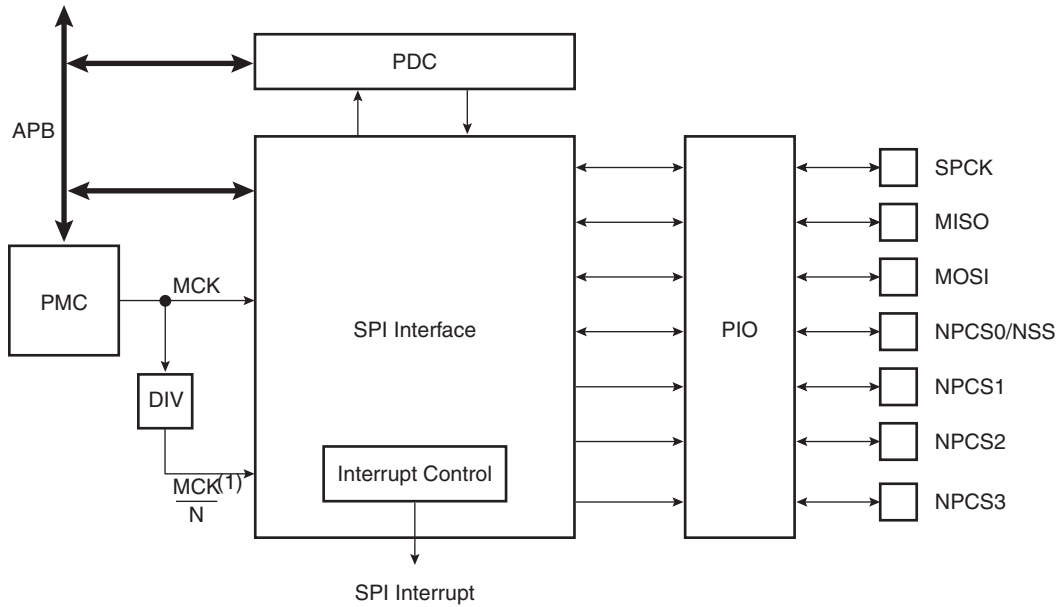 PDC
APB
SPCK
MISO
MOSI
PMC
MCK
SPI Interface
PIO
NPCS0/NSS
DIV
NPCS1
NPCS2
Interrupt Control
MCK(1)
N
NPCS3
SPI Interrupt